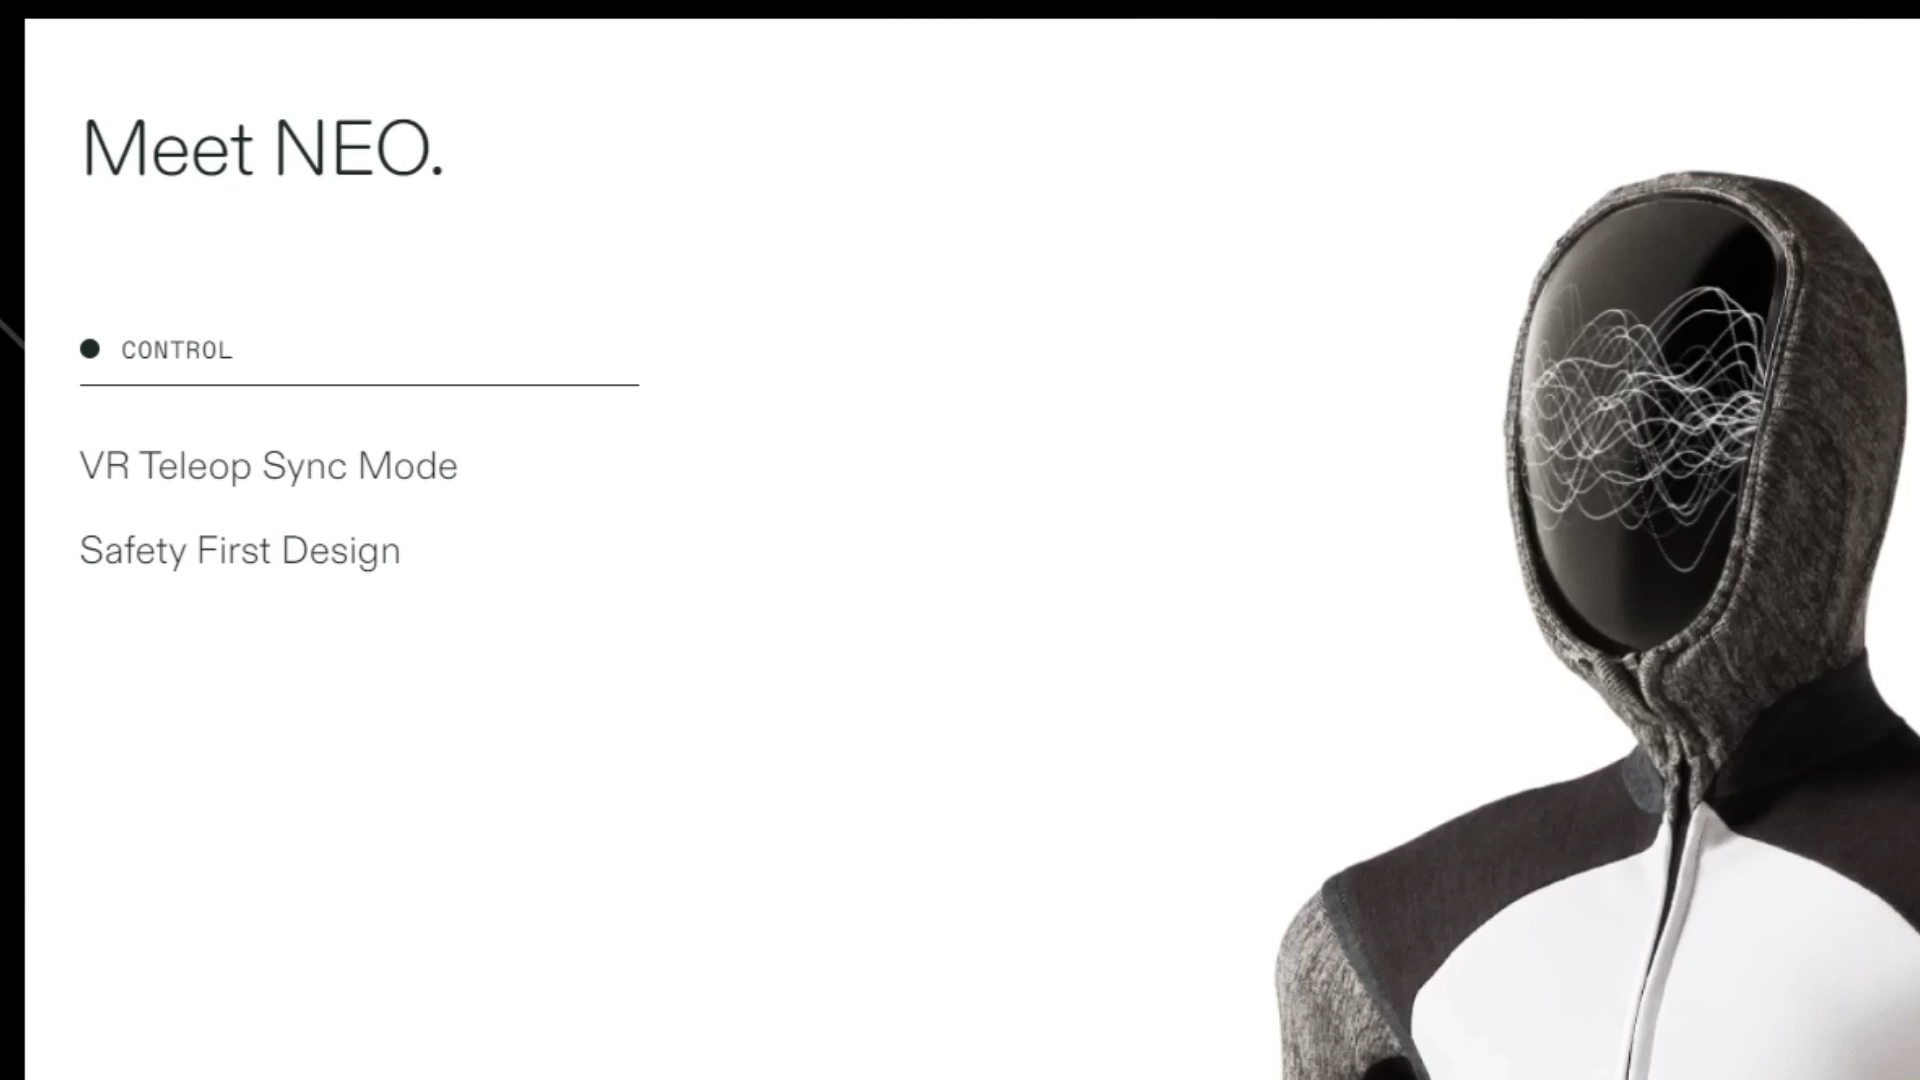 Meet NEO.
CONTROL
VR Teleop Sync Mode
Safety First Design